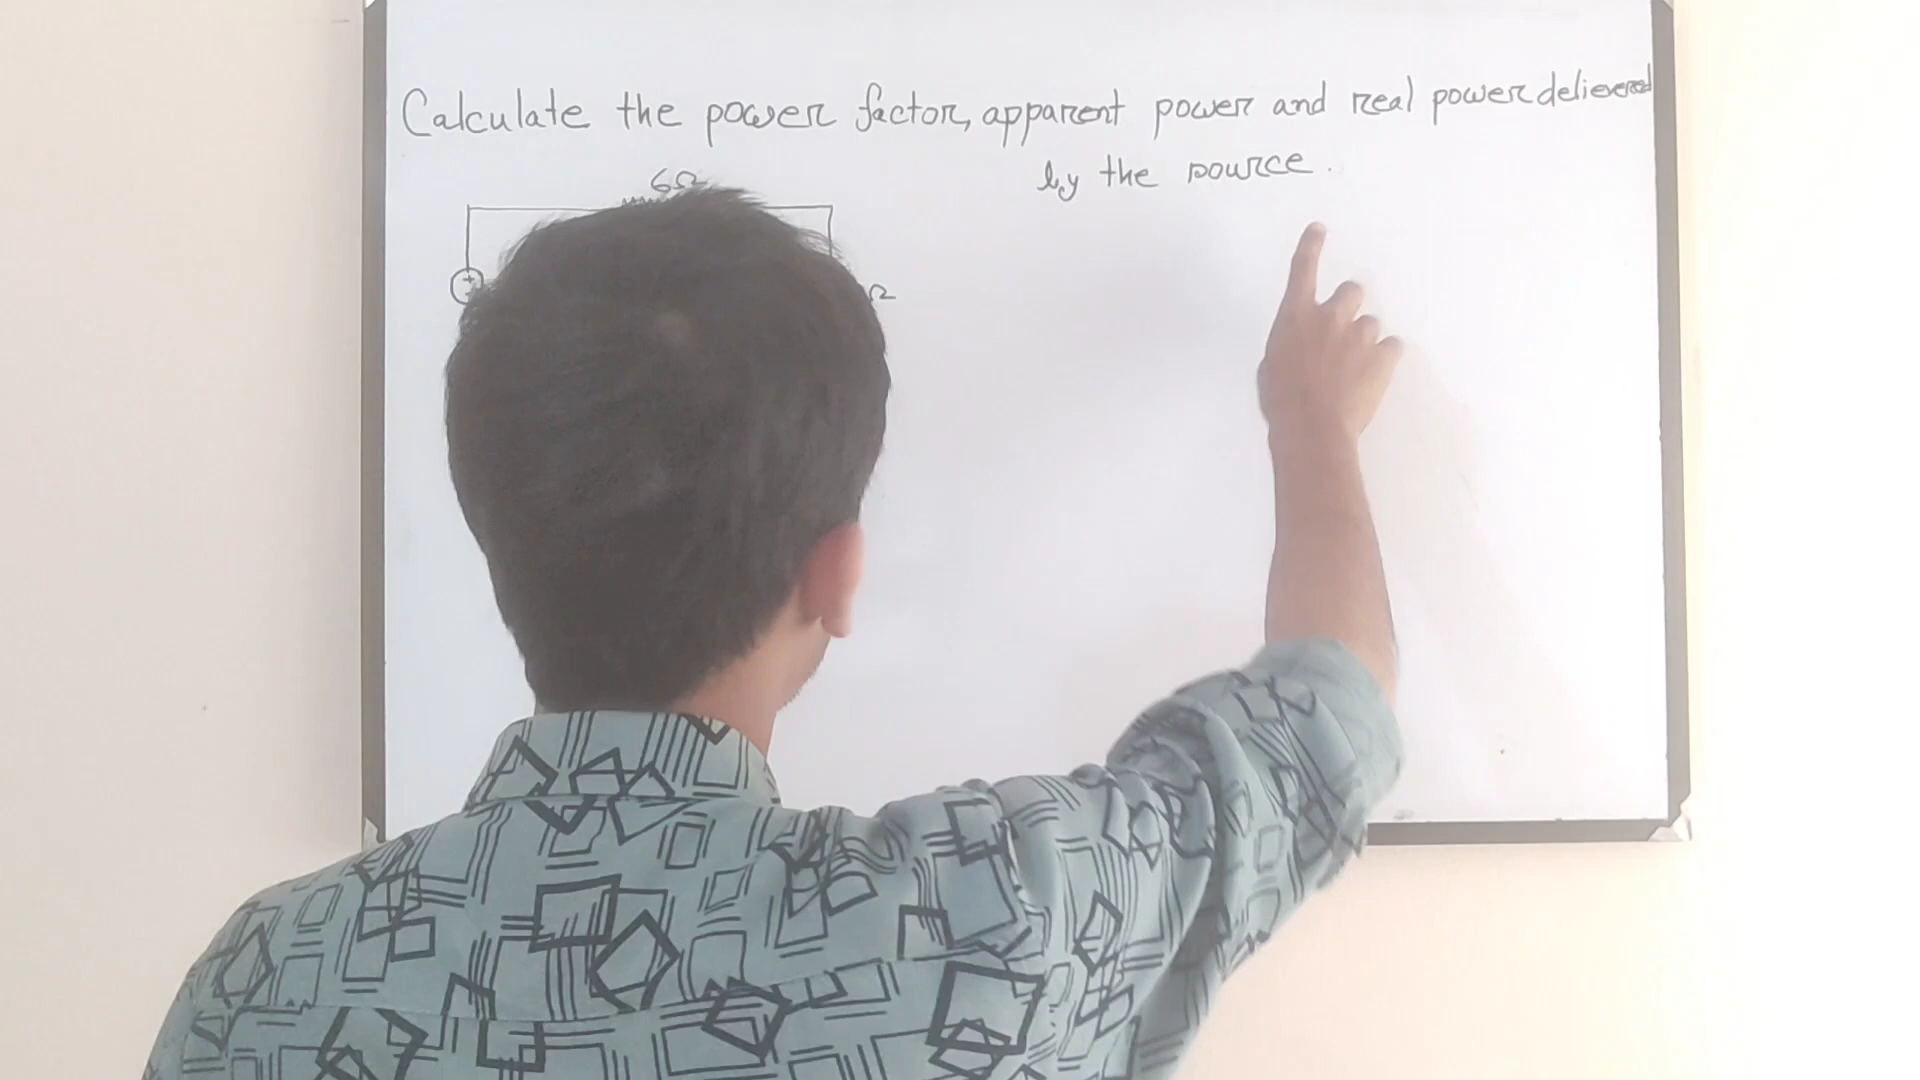 Calculate the power factor, apparent power and real power delievered
by the source.
6Ω
+
Ω